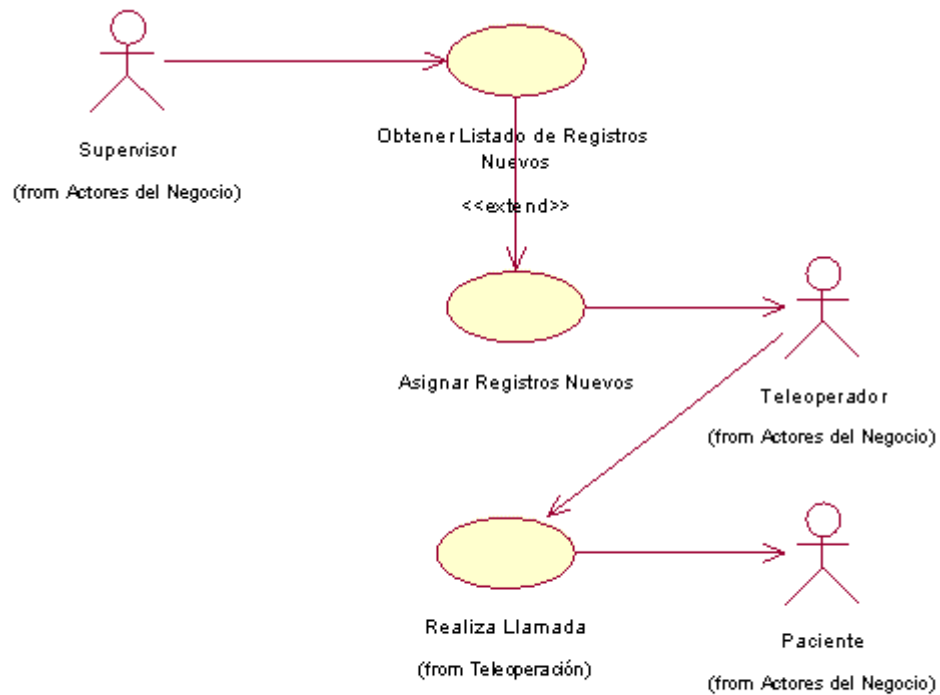 Supervisor
(from Actores del Negocio)
Obtener Listado de Registros
Nuevos
<<extend>>
Asignar Registros Nuevos
Teleoperador
(from Actores del Negocio)
Realiza Llamada
(from Teleoperación)
Paciente
(from Actores del Negocio)